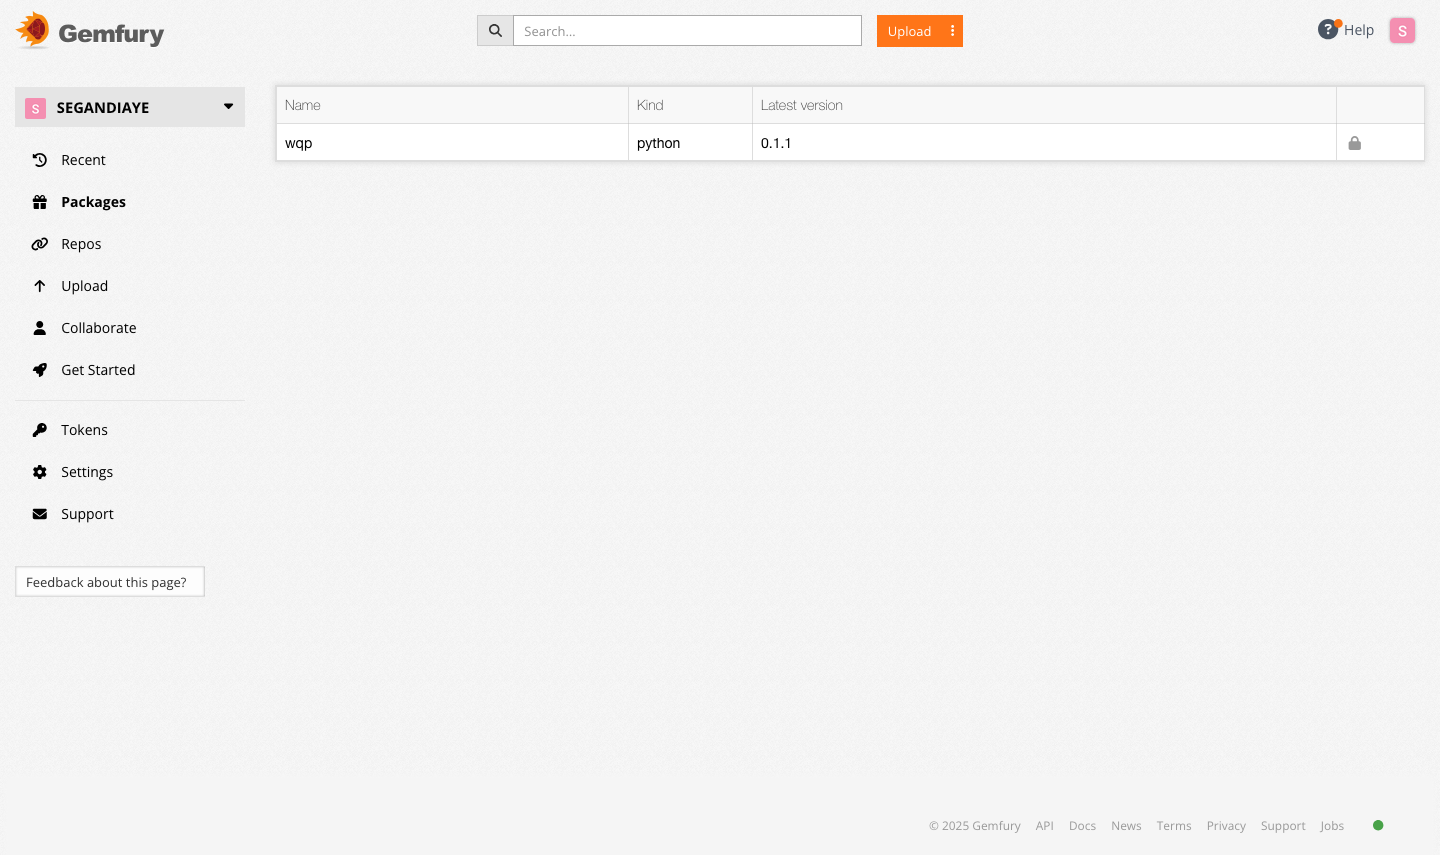 Gemfury
Search...
Upload
? Help
S
S SEGANDIAYE
Recent
Packages
Repos
Upload
Collaborate
Get Started
Tokens
Settings
Support
Feedback about this page?
Name Kind Latest version
wqp python 0.1.1
© 2025 Gemfury API Docs News Terms Privacy Support Jobs